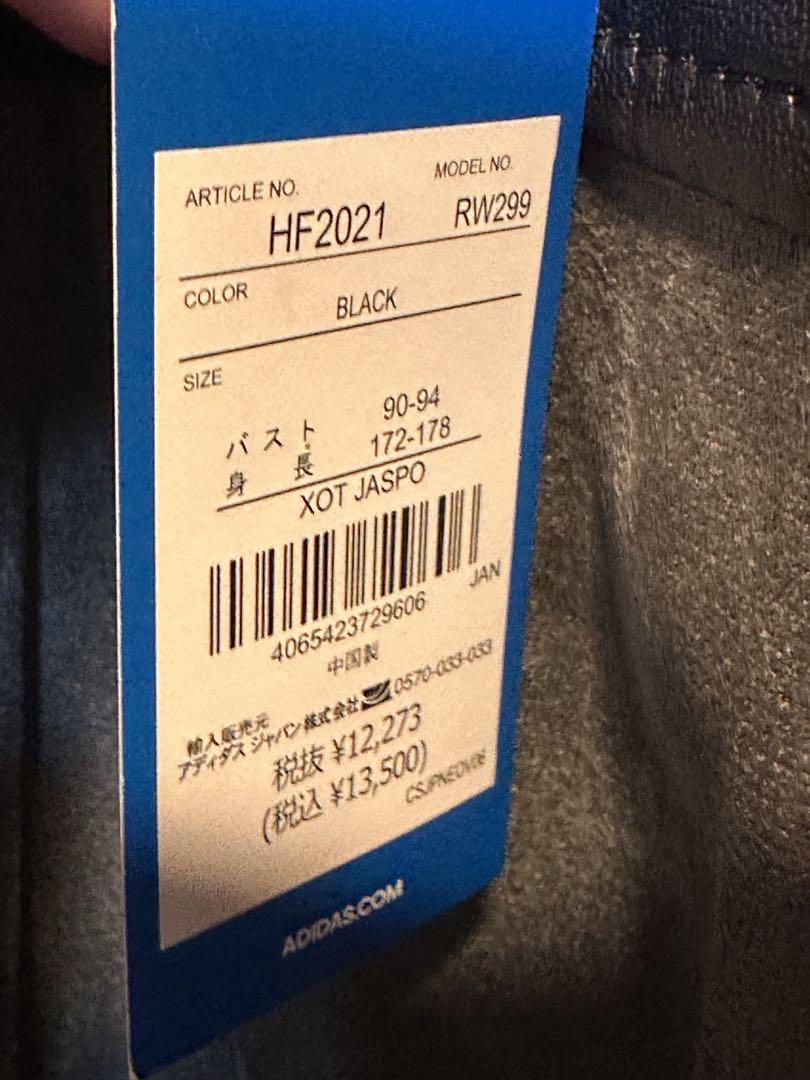 ARTICLE NO.
MODEL NO.
HF2021
RW299
COLOR
BLACK
SIZE
バスト 90-94
身長 172-178
XOT JASPO
JAN
4065423729606
中国製
輸入販売元
アディダス ジャパン株式会社 0570-033-033
税抜 ¥12,273
(税込 ¥13,500)
ADIDAS.COM